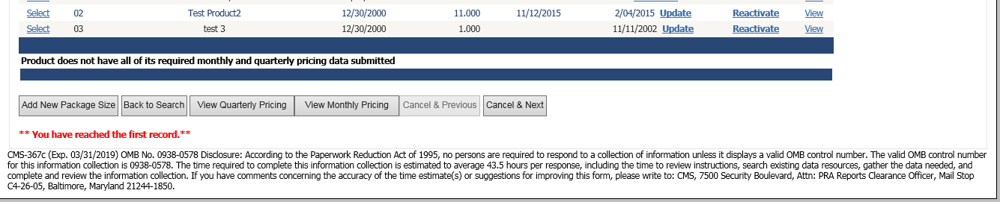 Select 02 Test Product2 12/30/2000 11.000 11/12/2015 2/04/2015 Update Reactivate View
Select 03 test 3 12/30/2000 1.000 11/11/2002 Update Reactivate View
Product does not have all of its required monthly and quarterly pricing data submitted
Add New Package Size Back to Search View Quarterly Pricing View Monthly Pricing Cancel & Previous Cancel & Next
** You have reached the first record.**
CMS-367c (Exp. 03/31/2019) OMB No. 0938-0578 Disclosure: According to the Paperwork Reduction Act of 1995, no persons are required to respond to a collection of information unless it displays a valid OMB control number. The valid OMB control number
for this information collection is 0938-0578. The time required to complete this information collection is estimated to average 43.5 hours per response, including the time to review instructions, search existing data resources, gather the data needed, and
complete and review the information collection. If you have comments concerning the accuracy of the time estimate(s) or suggestions for improving this form, please write to: CMS, 7500 Security Boulevard, Attn: PRA Reports Clearance Officer, Mail Stop
C4-26-05, Baltimore, Maryland 21244-1850.